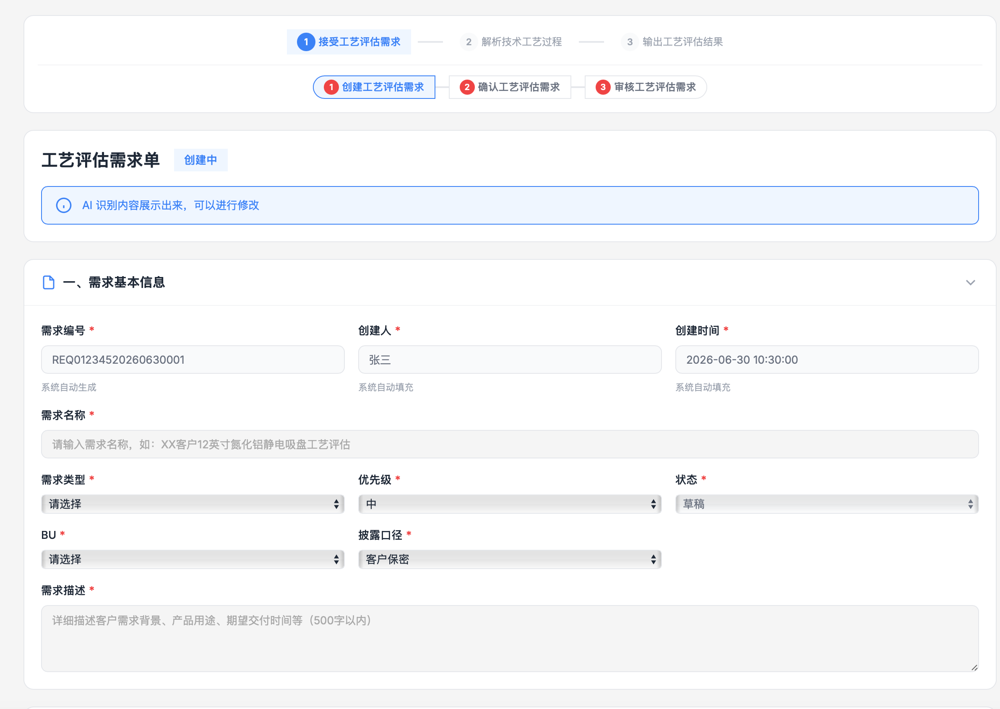 1 接受工艺评估需求 2 解析技术工艺过程 3 输出工艺评估结果
1 创建工艺评估需求 2 确认工艺评估需求 3 审核工艺评估需求
工艺评估需求单 创建中
AI 识别内容展示出来，可以进行修改
一、需求基本信息
需求编号 * 创建人 * 创建时间 *
REQ01234520260630001 张三 2026-06-30 10:30:00
系统自动生成 系统自动填充 系统自动填充
需求名称 *
请输入需求名称，如：XX客户12英寸氮化铝静电吸盘工艺评估
需求类型 * 优先级 * 状态 *
请选择 中 草稿
BU * 披露口径 *
请选择 客户保密
需求描述 *
详细描述客户需求背景、产品用途、期望交付时间等（500字以内）